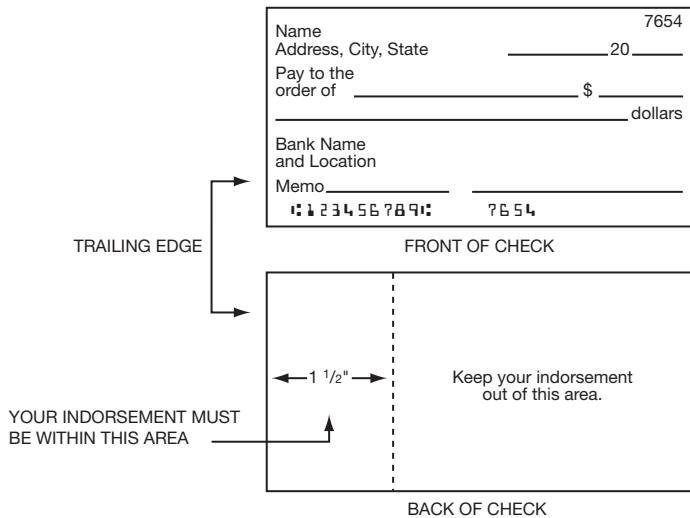 7654
Name
Address, City, State 20
Pay to the
order of $
dollars
Bank Name
and Location
Memo
⑆123456789⑆ 7654
TRAILING EDGE
FRONT OF CHECK
1 1/2"
Keep your indorsement
out of this area.
YOUR INDORSEMENT MUST
BE WITHIN THIS AREA
BACK OF CHECK